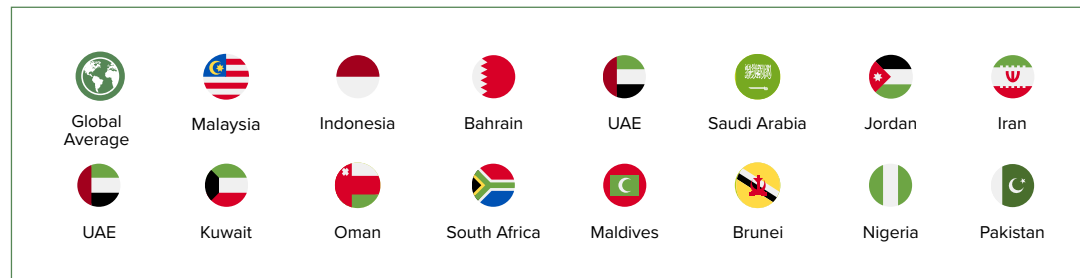 Global
Average
Malaysia
Indonesia
Bahrain
UAE
Saudi Arabia
Jordan
Iran
UAE
Kuwait
Oman
South Africa
Maldives
Brunei
Nigeria
Pakistan